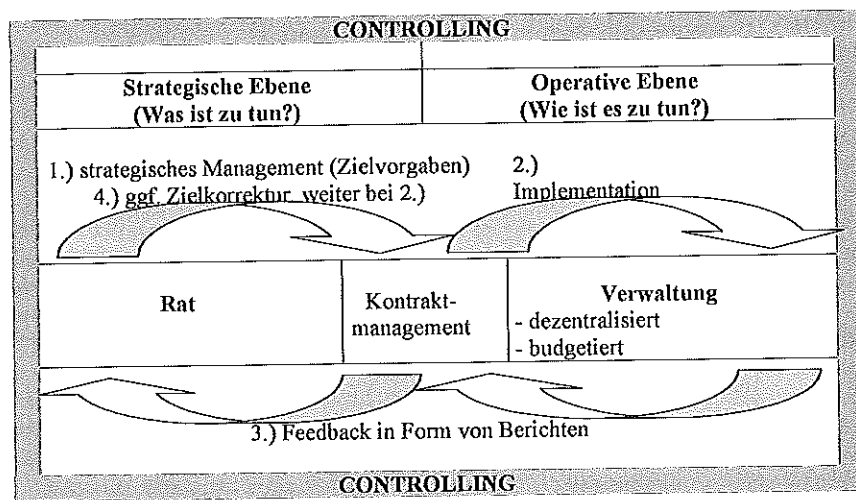 CONTROLLING
Strategische Ebene
(Was ist zu tun?)
Operative Ebene
(Wie ist es zu tun?)
1.) strategisches Management (Zielvorgaben)
4.) ggf. Zielkorrektur, weiter bei 2.)
2.)
Implementation
Rat
Kontrakt-
management
Verwaltung
- dezentralisiert
- budgetiert
3.) Feedback in Form von Berichten
CONTROLLING